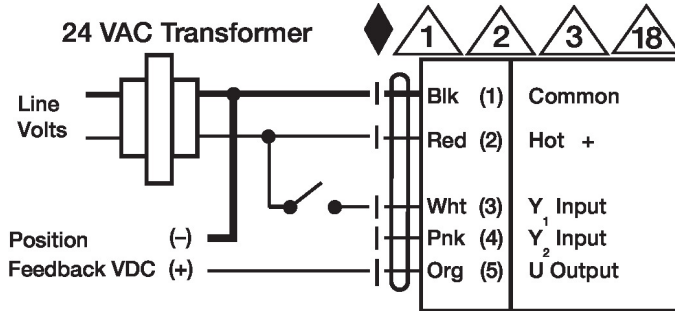 24 VAC Transformer
1 2 3 18
Line
Volts
Blk (1) Common
Red (2) Hot +
Wht (3) Y1 Input
Pnk (4) Y2 Input
Org (5) U Output
Position (-)
Feedback VDC (+)